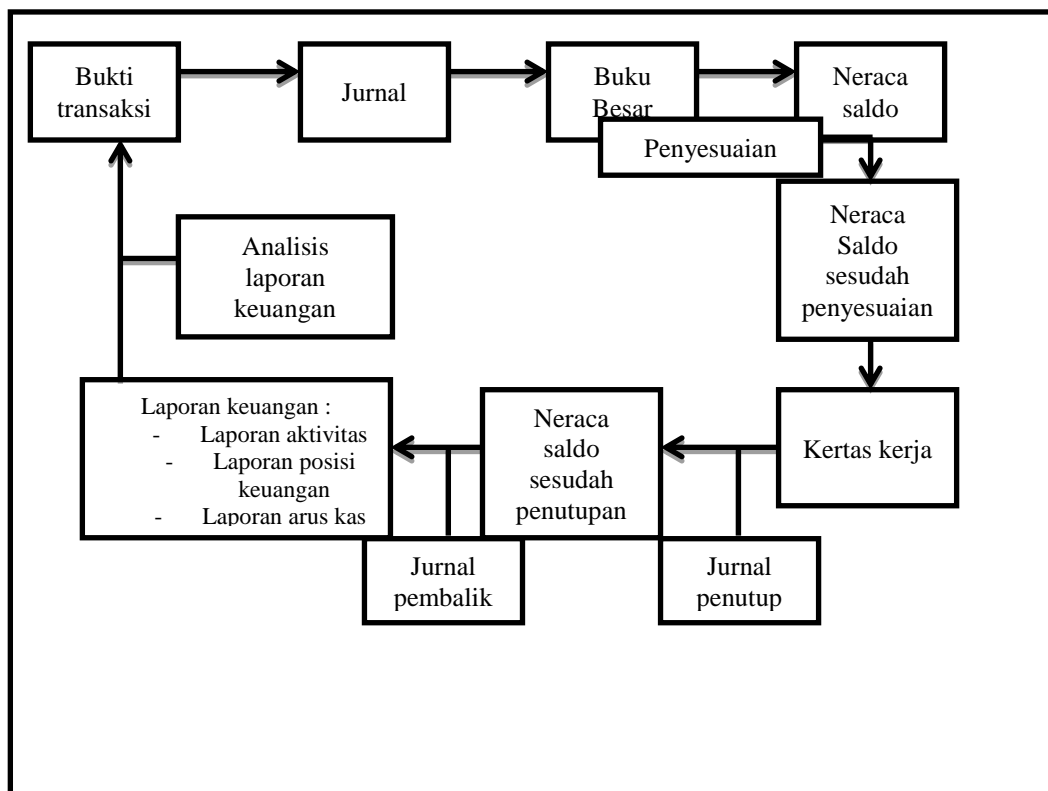 Bukti
transaksi
Jurnal
Buku
Besar
Neraca
saldo
Penyesuaian
Neraca
Saldo
sesudah
penyesuaian
Analisis
laporan
keuangan
Laporan keuangan :
- Laporan aktivitas
- Laporan posisi
keuangan
- Laporan arus kas
Neraca
saldo
sesudah
penutupan
Kertas kerja
Jurnal
pembalik
Jurnal
penutup